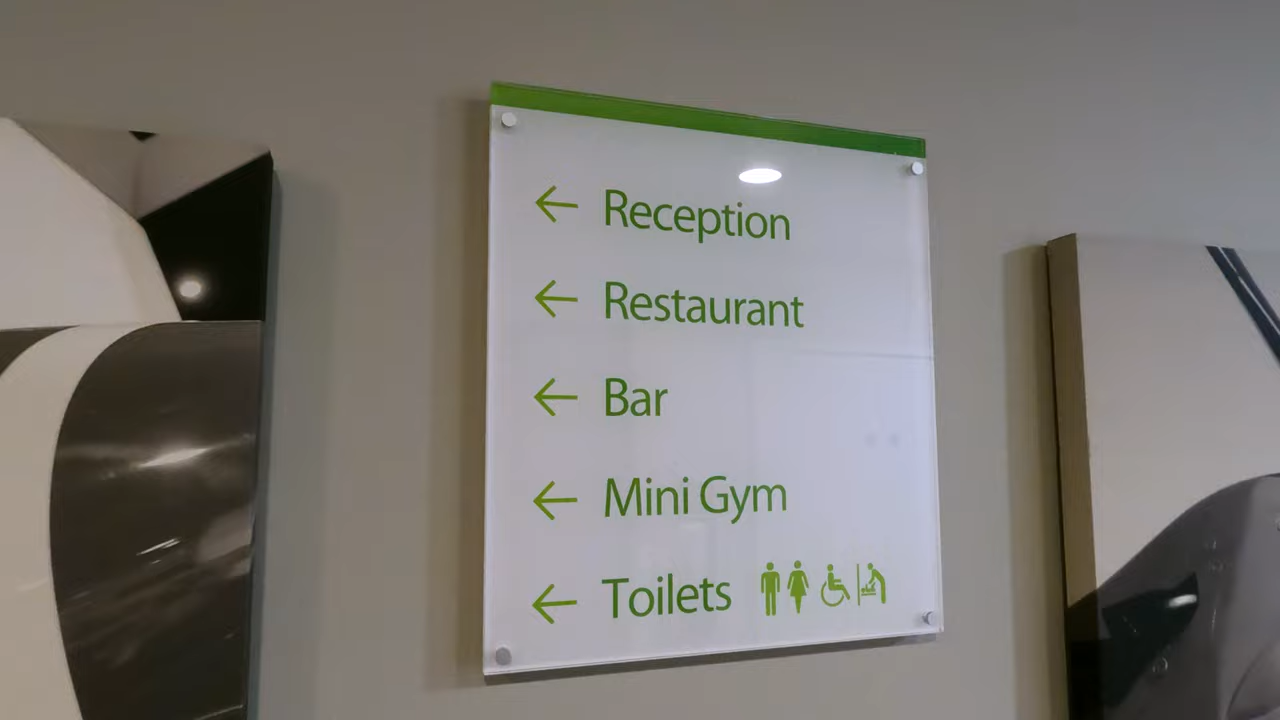 ← Reception
← Restaurant
← Bar
← Mini Gym
← Toilets